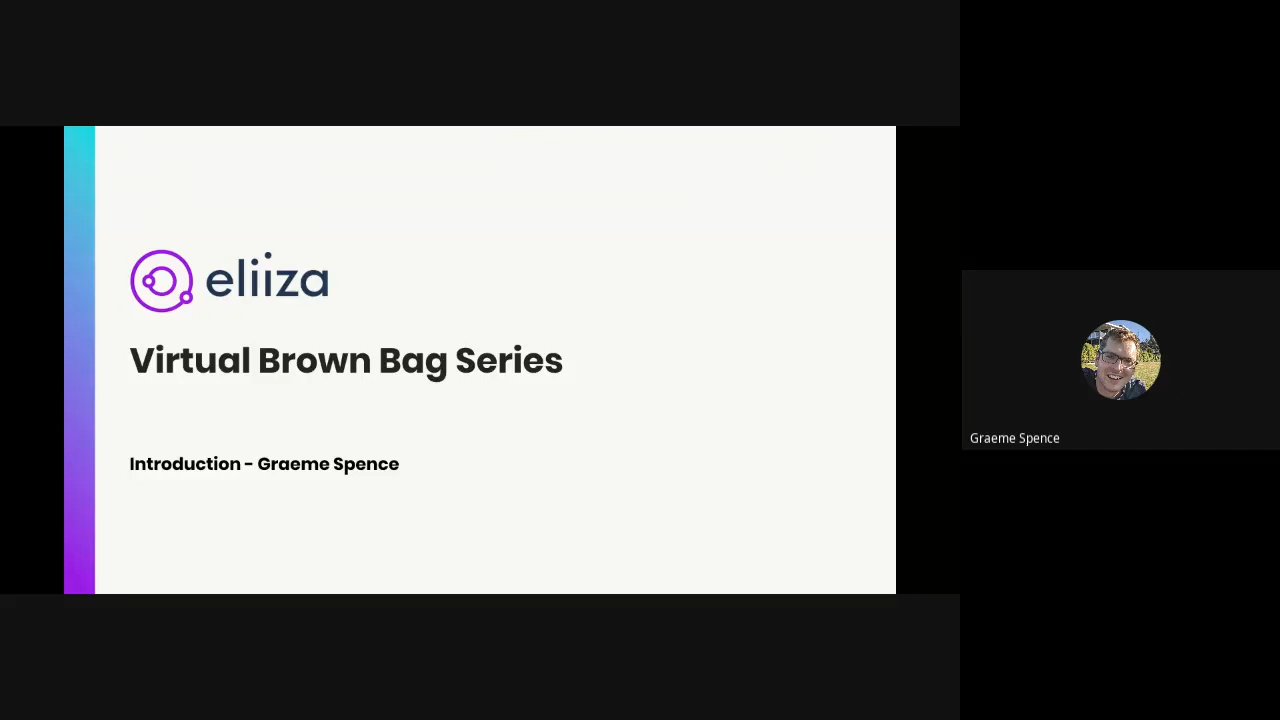 eliiza
Virtual Brown Bag Series
Introduction - Graeme Spence
Graeme Spence